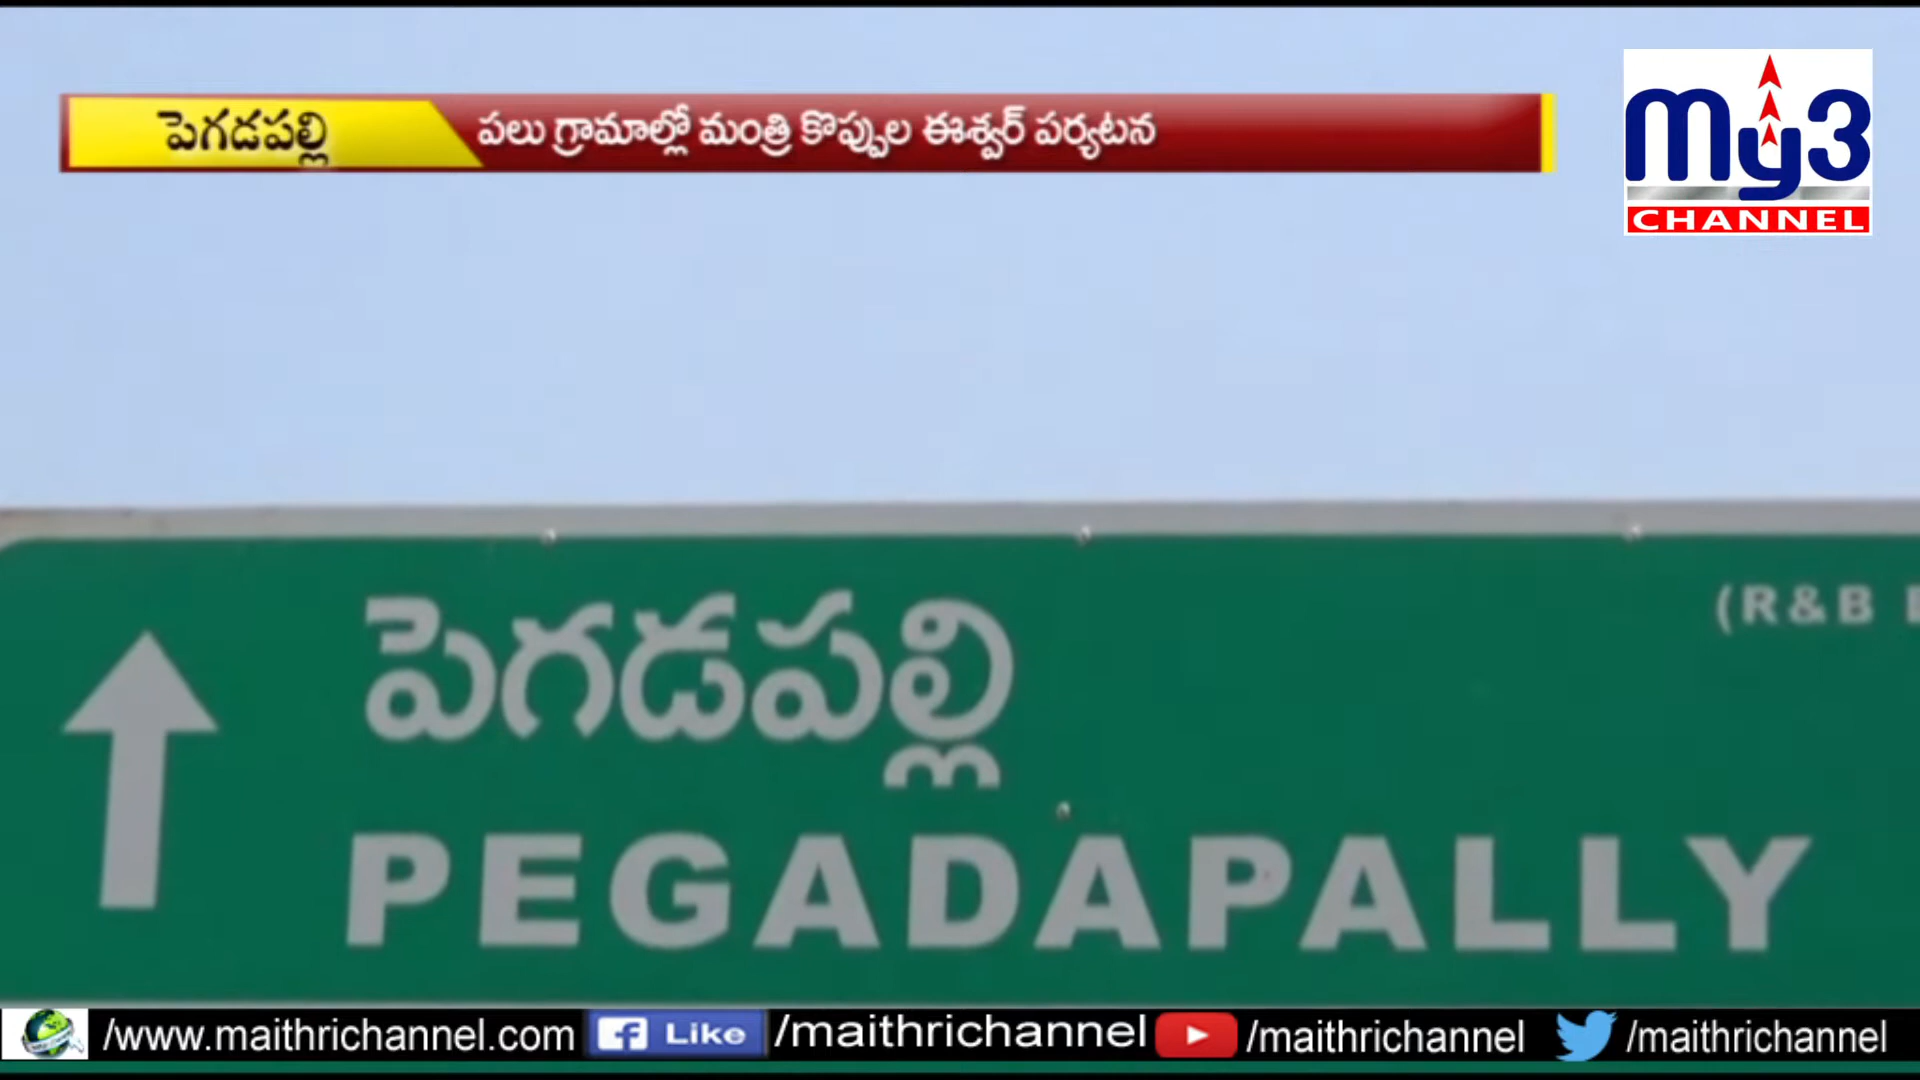 పెగడపల్లి
పలు గ్రామాల్లో మంత్రి కొప్పుల ఈశ్వర్ పర్యటన
my3
CHANNEL
(R&B
పెగడపల్లి
PEGADAPALLY
/www.maithrichannel.com
f Like /maithrichannel
/maithrichannel
/maithrichannel